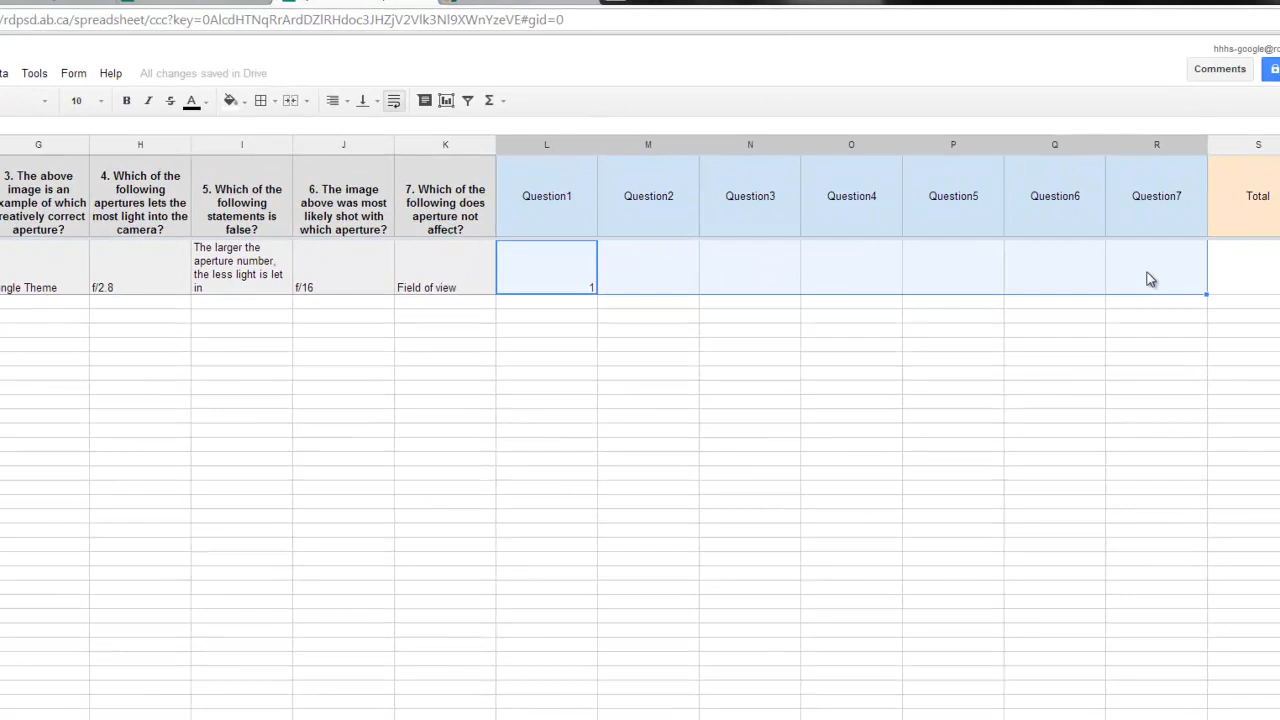 /rdpsd.ab.ca/spreadsheet/ccc?key=0AlcdHTNqRrArdDZlRHdoc3JHZjV2Vlk3Nl9XWnYzeVE#gid=0
hhhs-google@ro
ta Tools Form Help All changes saved in Drive
Comments
10 B I S A Σ
G H I J K L M N O P Q R S
3. The above
image is an
xample of which
reatively correct
aperture?
4. Which of the
following
apertures lets the
most light into the
camera?
5. Which of the
following
statements is
false?
6. The image
above was most
likely shot with
which aperture?
7. Which of the
following does
aperture not
affect?
Question1
Question2
Question3
Question4
Question5
Question6
Question7
Total
ngle Theme
f/2.8
The larger the
aperture number,
the less light is let
in
f/16
Field of view
1